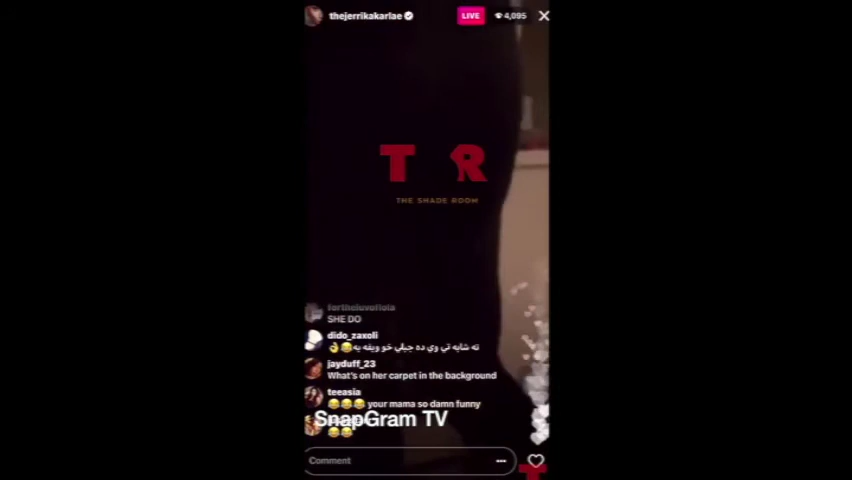 thejerrikakarlae
LIVE
4,095
T R
THE SHADE ROOM
fortheluvoflola
SHE DO
dido_zaxoli
jayduff_23
What's on her carpet in the background
teeasia
😂😂😂 your mama so damn funny
SnapGram TV
😂😂
Comment